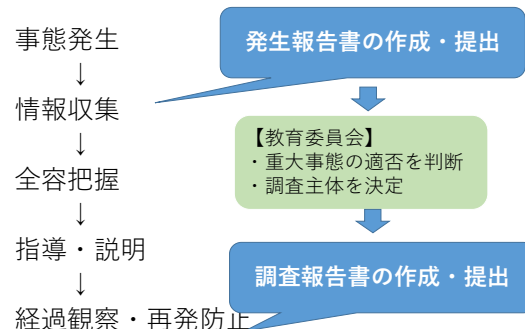 事態発生
↓
情報収集
↓
全容把握
↓
指導・説明
↓
経過観察・再発防止
発生報告書の作成・提出
【教育委員会】
・重大事態の適否を判断
・調査主体を決定
調査報告書の作成・提出